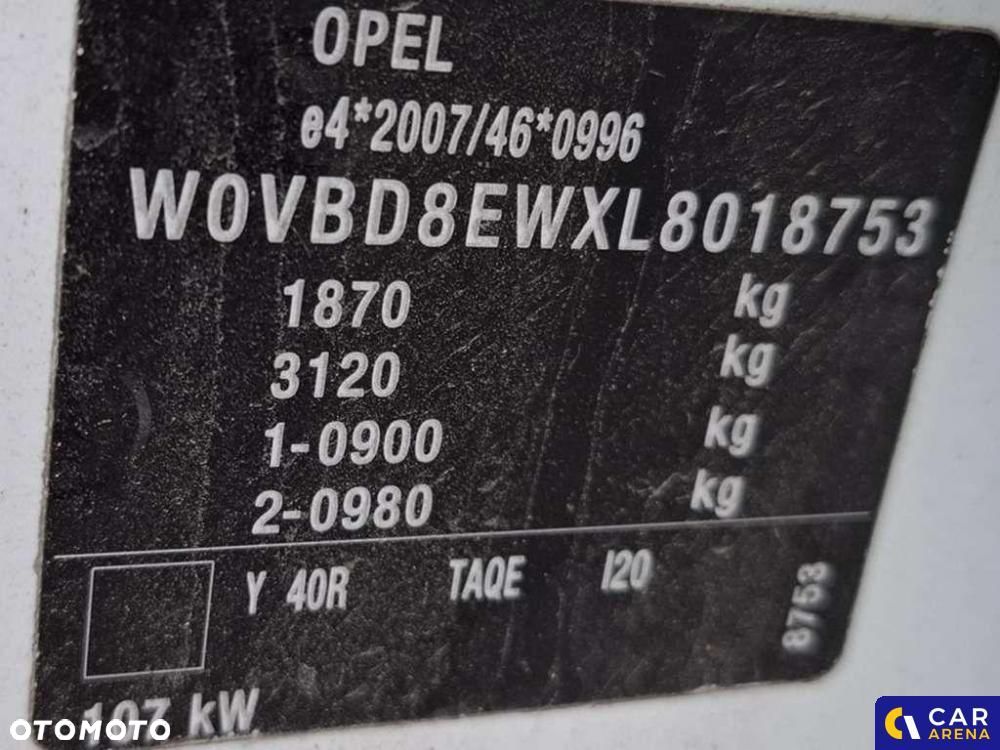 OPEL
e4*2007/46*0996
W0VBD8EWXL8018753
1870 kg
3120 kg
1-0900 kg
2-0980 kg
Y 40R TAQE I20
8753
107 kW
OTOMOTO
CAR
ARENA